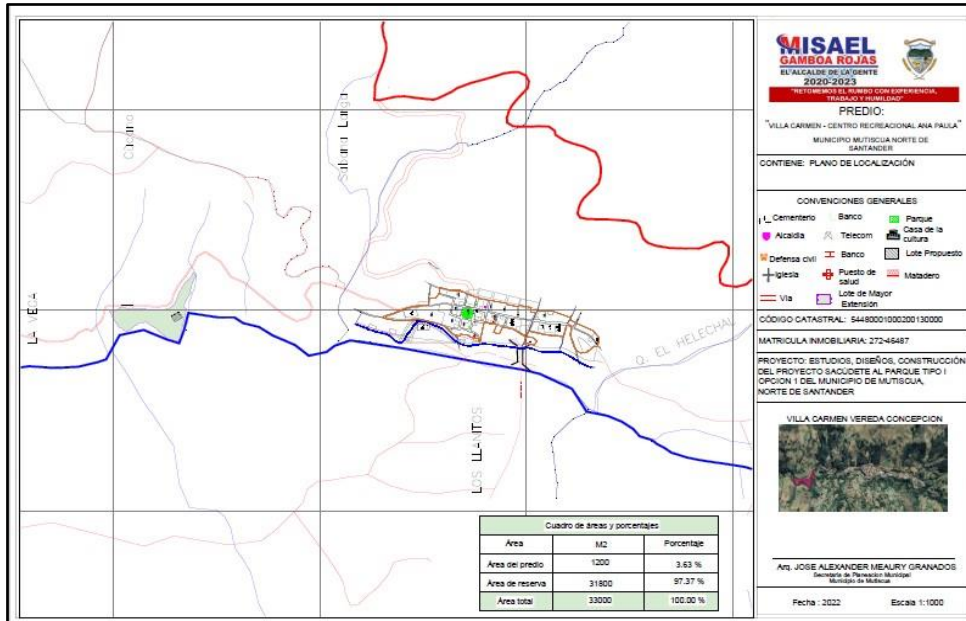 MISAEL
GAMBOA ROJAS
EL ALCALDE DE LA GENTE
2020-2023
"RETOMEMOS EL RUMBO CON EXPERIENCIA,
TRABAJO Y HUMILDAD"
PREDIO:
"VILLA CARMEN - CENTRO RECREACIONAL ANA PAULA"
MUNICIPIO MUTISCUA NORTE DE
SANTANDER
CONTIENE: PLANO DE LOCALIZACIÓN
CONVENCIONES GENERALES
Cementerio
Banco
Parque
Alcaldia
Telecom
Casa de la
cultura
Defensa civil
Banco
Lote Propuesto
Iglesia
Puesto de
salud
Matadero
Vía
Lote de Mayor
Extensión
CÓDIGO CATASTRAL: 54480001000200130000
MATRICULA INMOBILIARIA: 272-46487
PROYECTO: ESTUDIOS, DISEÑOS, CONSTRUCCIÓN
DEL PROYECTO SACÚDETE AL PARQUE TIPO I
OPCION 1 DEL MUNICIPIO DE MUTISCUA,
NORTE DE SANTANDER
VILLA CARMEN VEREDA CONCEPCION
Arq. JOSE ALEXANDER MEAURY GRANADOS
Secretaria de Planeacion Municipal
Municipio de Mutiscua
Fecha : 2022 Escala 1:1000
Sabana Larga
LA VEGA
LOS LLANITOS
Q. EL HELECHAL
Cuadro de áreas y porcentajes
Area M2 Porcentaje
Area del predio 1200 3.63 %
Area de reserva 31800 97.37 %
Area total 33000 100.00 %